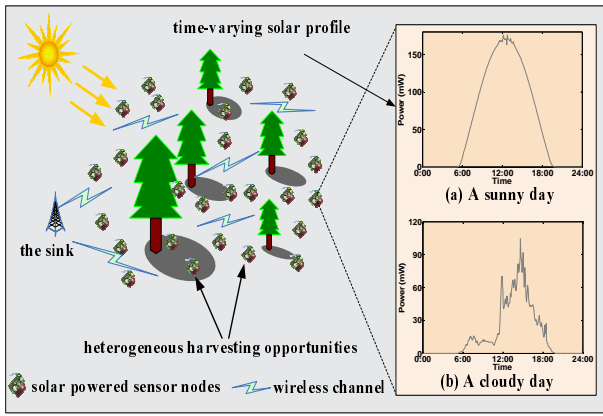 time-varying solar profile
Power (mW)
150
100
50
0
0:00 6:00 12:00 18:00 24:00
Time
(a) A sunny day
the sink
Power (mW)
120
90
60
30
0
0:00 6:00 12:00 18:00 24:00
Time
(b) A cloudy day
heterogeneous harvesting opportunities
solar powered sensor nodes
wireless channel